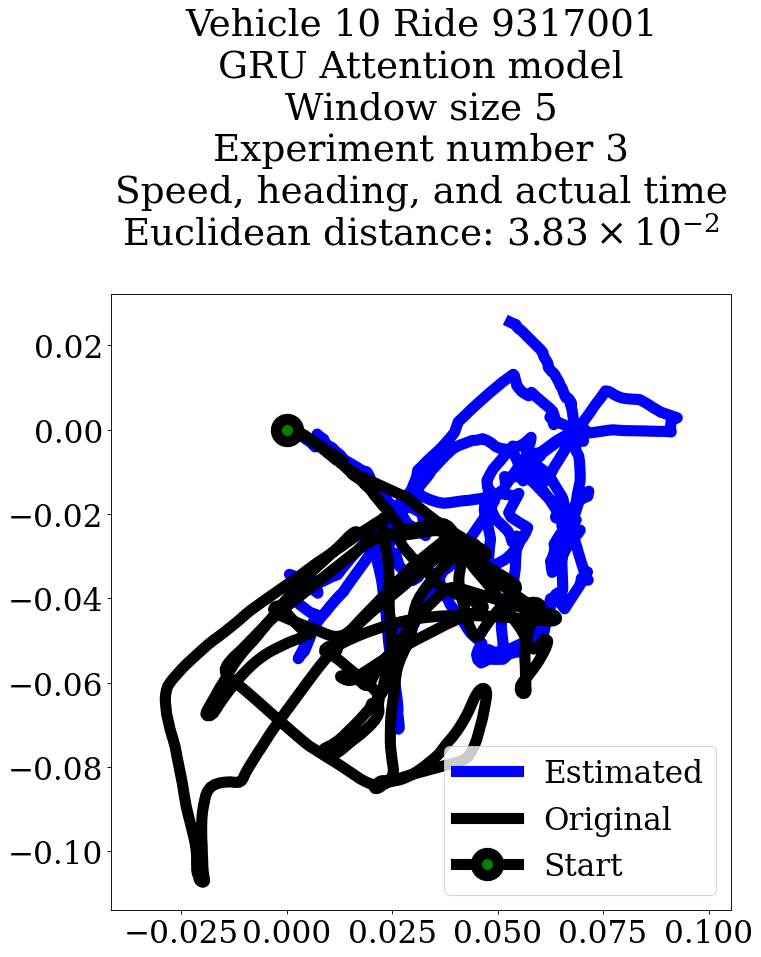 Vehicle 10 Ride 9317001
GRU Attention model
Window size 5
Experiment number 3
Speed, heading, and actual time
Euclidean distance: 3.83 × 10⁻²
0.02
0.00
−0.02
−0.04
−0.06
−0.08
−0.10
Estimated
Original
Start
−0.025 0.000 0.025 0.050 0.075 0.100